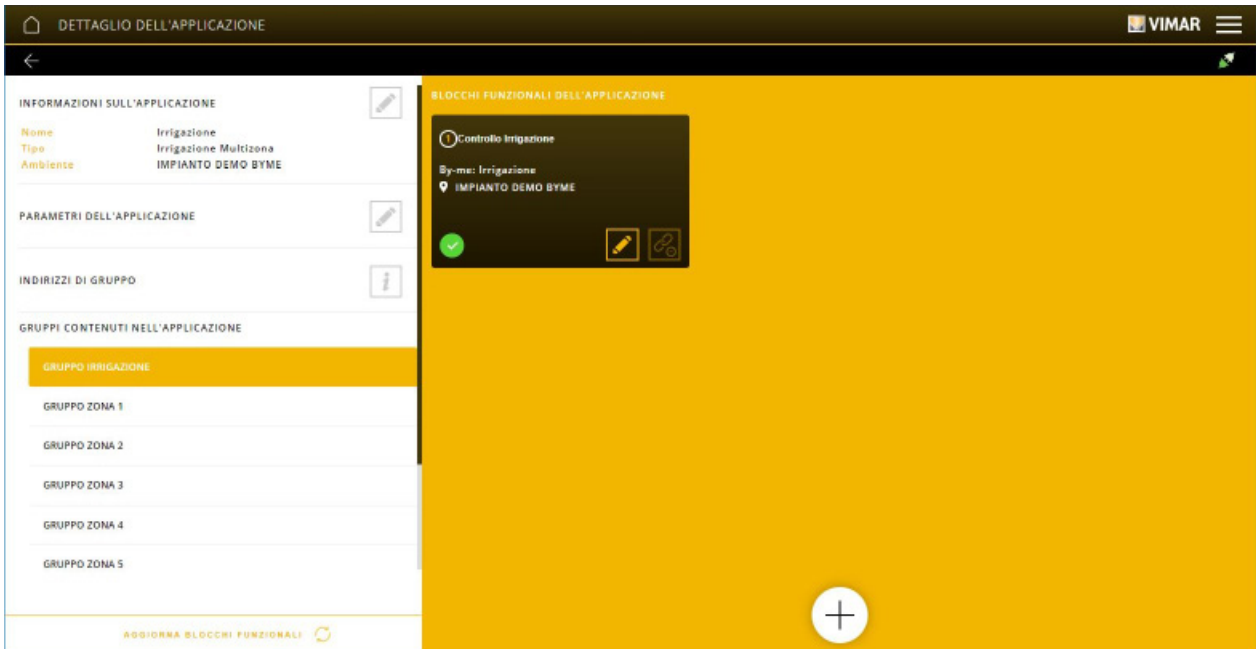 DETTAGLIO DELL'APPLICAZIONE
VIMAR
INFORMAZIONI SULL'APPLICAZIONE
Nome Irrigazione
Tipo Irrigazione Multizona
Ambiente IMPIANTO DEMO BYME
PARAMETRI DELL'APPLICAZIONE
INDIRIZZI DI GRUPPO
i
GRUPPI CONTENUTI NELL'APPLICAZIONE
GRUPPO IRRIGAZIONE
GRUPPO ZONA 1
GRUPPO ZONA 2
GRUPPO ZONA 3
GRUPPO ZONA 4
GRUPPO ZONA 5
AGGIORNA BLOCCHI FUNZIONALI
BLOCCHI FUNZIONALI DELL'APPLICAZIONE
1 Controllo Irrigazione
By-me: Irrigazione
IMPIANTO DEMO BYME